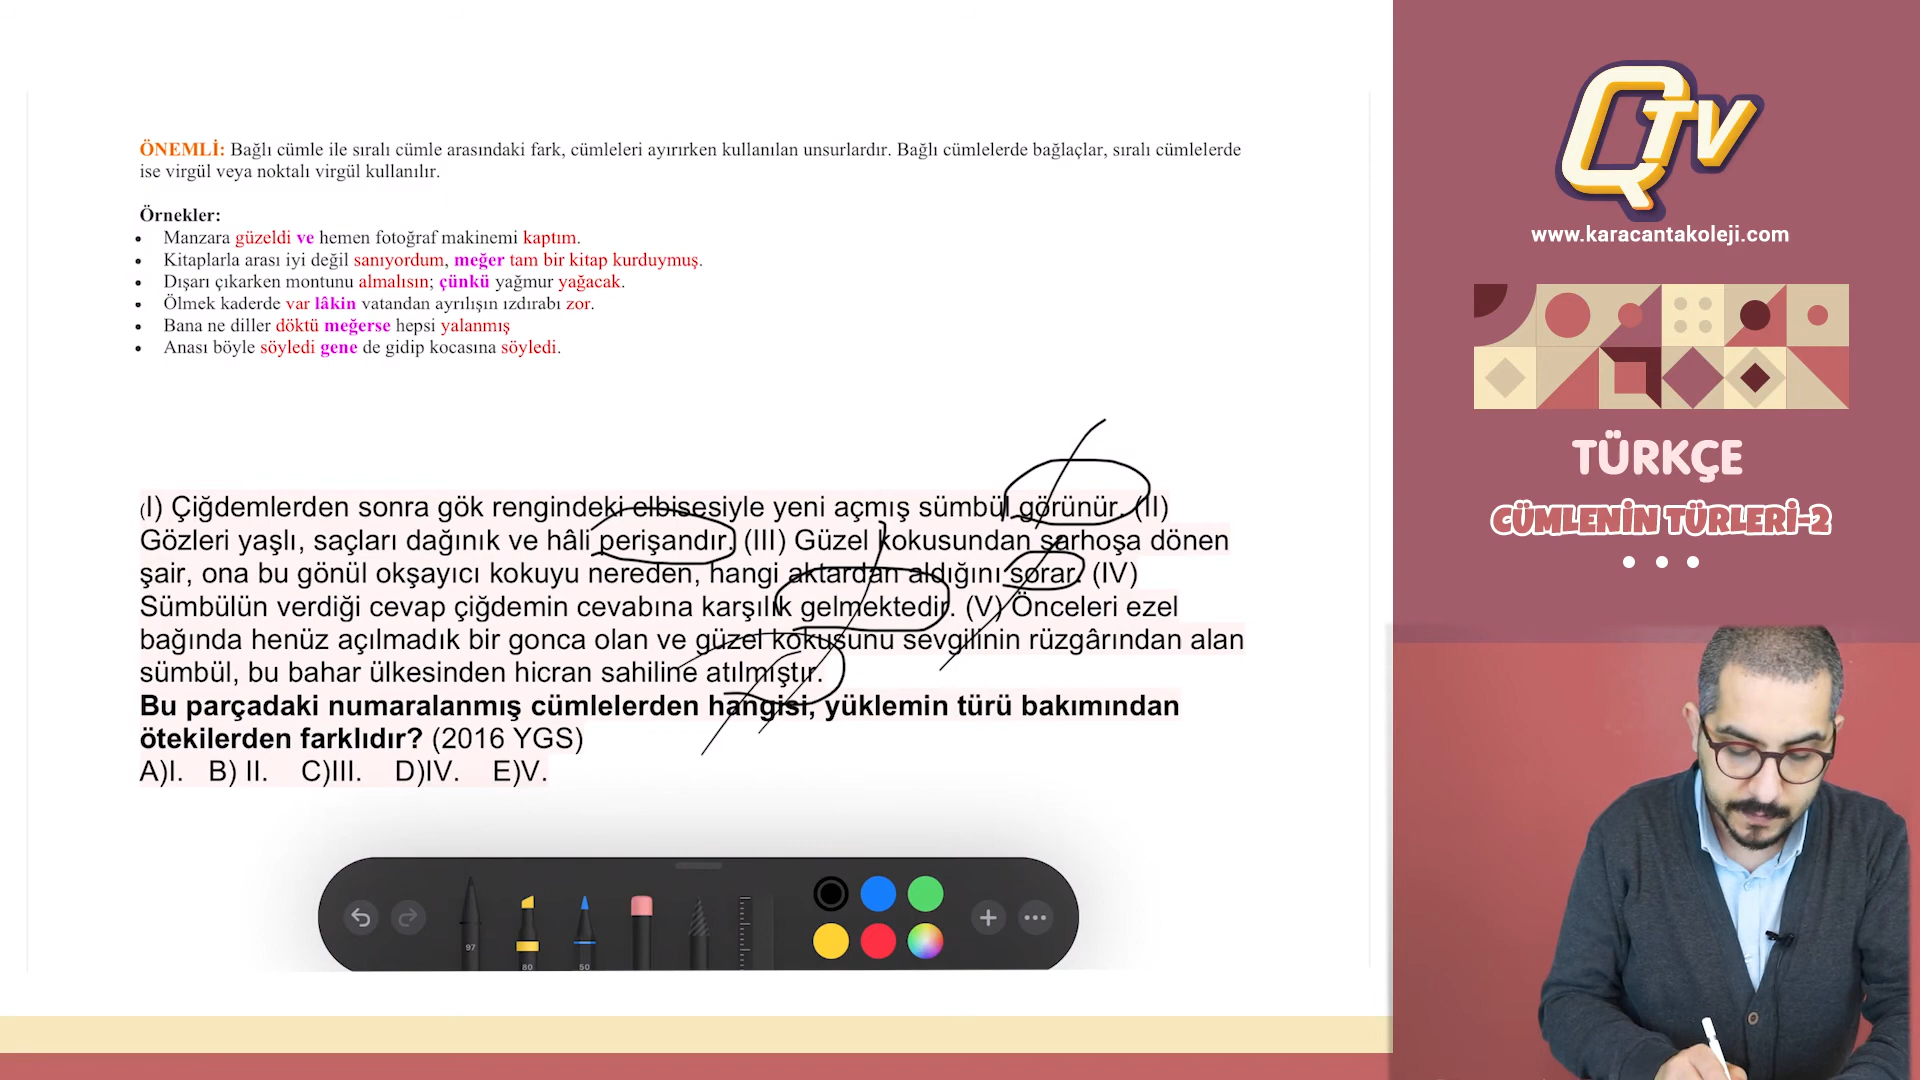 ÖNEMLİ: Bağlı cümle ile sıralı cümle arasındaki fark, cümleleri ayırırken kullanılan unsurlardır. Bağlı cümlelerde bağlaçlar, sıralı cümlelerde
ise virgül veya noktalı virgül kullanılır.
Örnekler:
• Manzara güzeldi ve hemen fotoğraf makinemi kaptım.
• Kitaplarla arası iyi değil sanıyordum, meğer tam bir kitap kurduymuş.
• Dışarı çıkarken montunu almalısın; çünkü yağmur yağacak.
• Ölmek kaderde var lâkin vatandan ayrılışın ızdırabı zor.
• Bana ne diller döktü meğerse hepsi yalanmış
• Anası böyle söyledi gene de gidip kocasına söyledi.
(I) Çiğdemlerden sonra gök rengindeki elbisesiyle yeni açmış sümbül görünür. (II)
Gözleri yaşlı, saçları dağınık ve hâli perişandır. (III) Güzel kokusundan sarhoşa dönen
şair, ona bu gönül okşayıcı kokuyu nereden, hangi aktardan aldığını sorar. (IV)
Sümbülün verdiği cevap çiğdemin cevabına karşılık gelmektedir. (V) Önceleri ezel
bağında henüz açılmadık bir gonca olan ve güzel kokusunu sevgilinin rüzgârından alan
sümbül, bu bahar ülkesinden hicran sahiline atılmıştır.
Bu parçadaki numaralanmış cümlelerden hangisi, yüklemin türü bakımından
ötekilerden farklıdır? (2016 YGS)
A)I. B) II. C)III. D)IV. E)V.
97
80
50
QTV
www.karacantakoleji.com
TÜRKÇE
CÜMLENİN TÜRLERİ-2